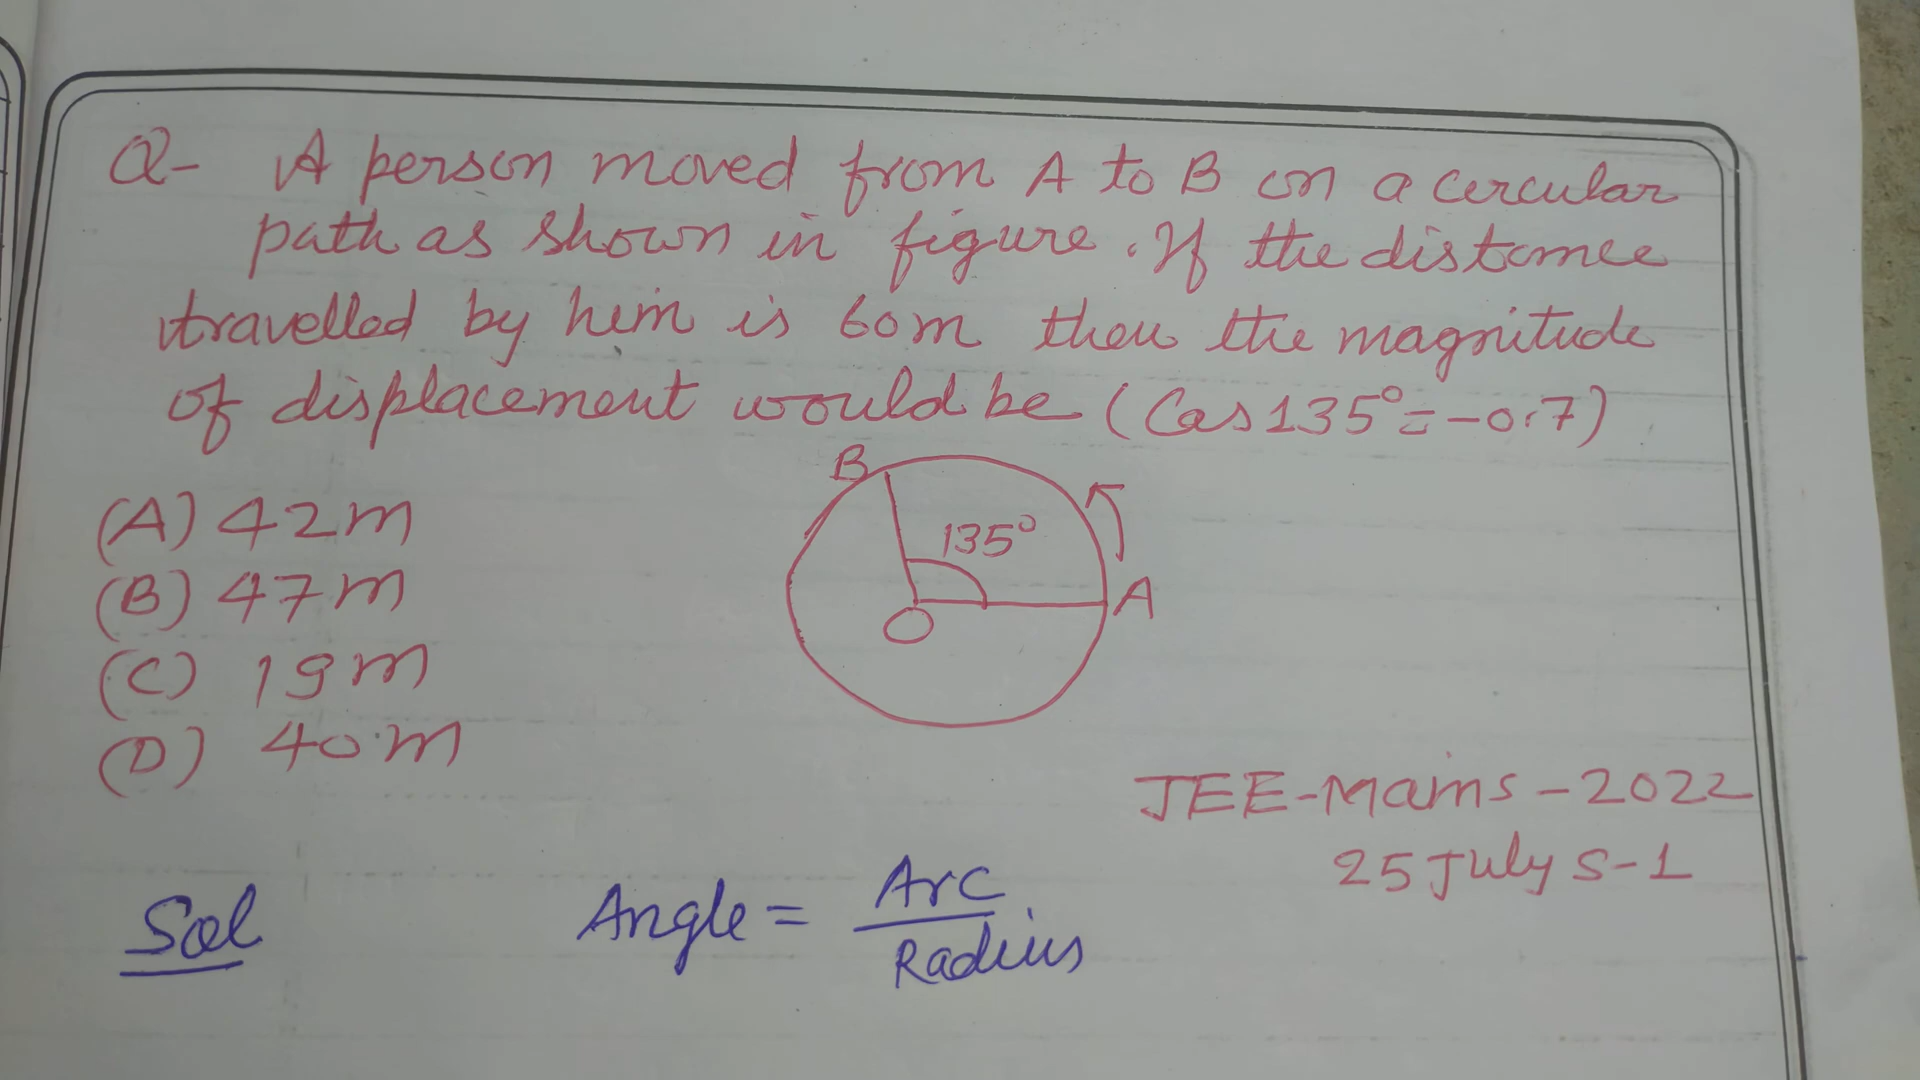 Q- A person moved from A to B on a circular
path as shown in figure. If the distance
travelled by him is 60m then the magnitude
of displacement would be (Cos135°=-0.7)
B
(A) 42m
135°
(B) 47m
A
O
(C) 19m
(D) 40m
JEE-Mains-2022
25 July S-1
Sol Angle = Arc
Radius